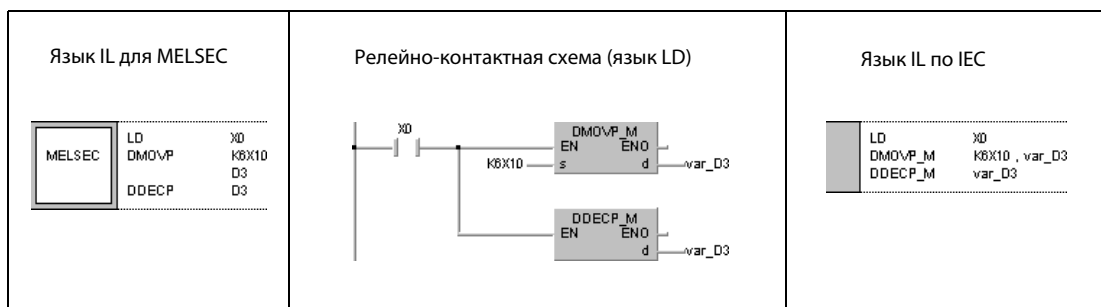 Язык IL для MELSEC
MELSEC
LD X0
DMOVP K6X10
D3
DDECP D3
Релейно-контактная схема (язык LD)
X0
DMOVP_M
EN ENO
K6X10 s d var_D3
DDECP_M
EN ENO
d var_D3
Язык IL по IEC
LD X0
DMOVP_M K6X10 , var_D3
DDECP_M var_D3